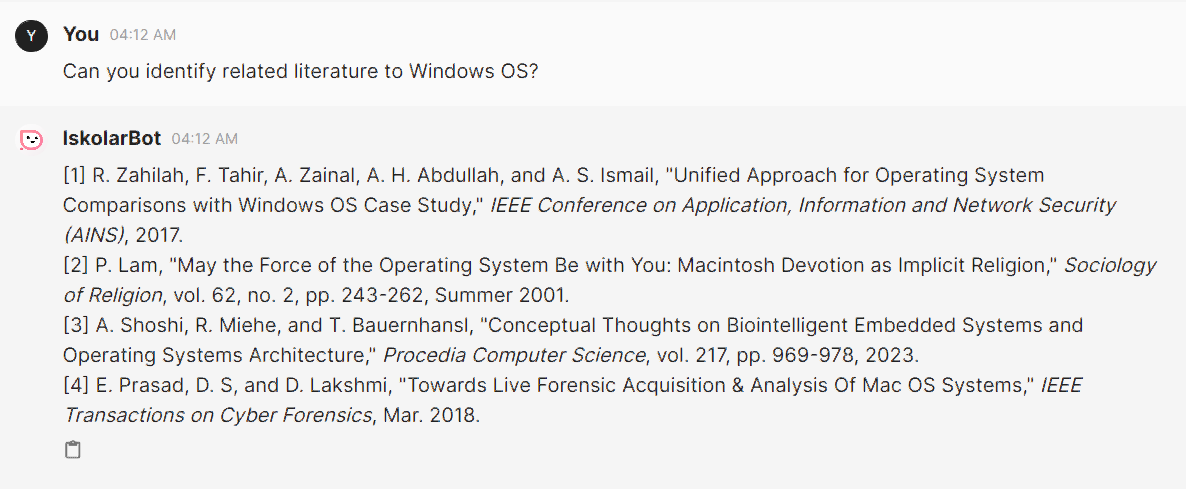 Y
You 04:12 AM
Can you identify related literature to Windows OS?
IskolarBot 04:12 AM
[1] R. Zahilah, F. Tahir, A. Zainal, A. H. Abdullah, and A. S. Ismail, "Unified Approach for Operating System
Comparisons with Windows OS Case Study," IEEE Conference on Application, Information and Network Security
(AINS), 2017.
[2] P. Lam, "May the Force of the Operating System Be with You: Macintosh Devotion as Implicit Religion," Sociology
of Religion, vol. 62, no. 2, pp. 243-262, Summer 2001.
[3] A. Shoshi, R. Miehe, and T. Bauernhansl, "Conceptual Thoughts on Biointelligent Embedded Systems and
Operating Systems Architecture," Procedia Computer Science, vol. 217, pp. 969-978, 2023.
[4] E. Prasad, D. S, and D. Lakshmi, "Towards Live Forensic Acquisition & Analysis Of Mac OS Systems," IEEE
Transactions on Cyber Forensics, Mar. 2018.